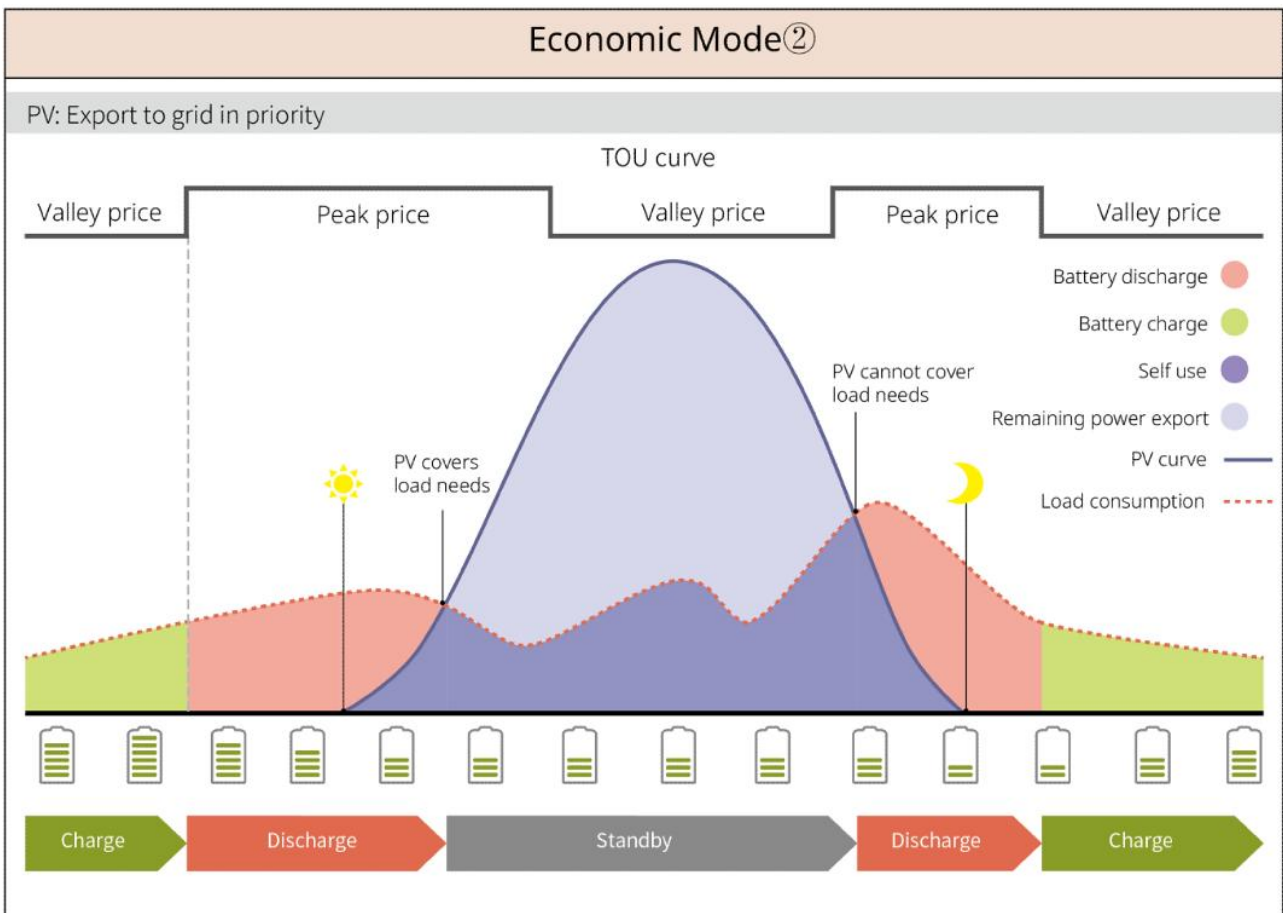 Economic Mode②
PV: Export to grid in priority
TOU curve
Valley price
Peak price
Valley price
Peak price
Valley price
Battery discharge
Battery charge
Self use
Remaining power export
PV curve
Load consumption
PV covers
load needs
PV cannot cover
load needs
Charge
Discharge
Standby
Discharge
Charge